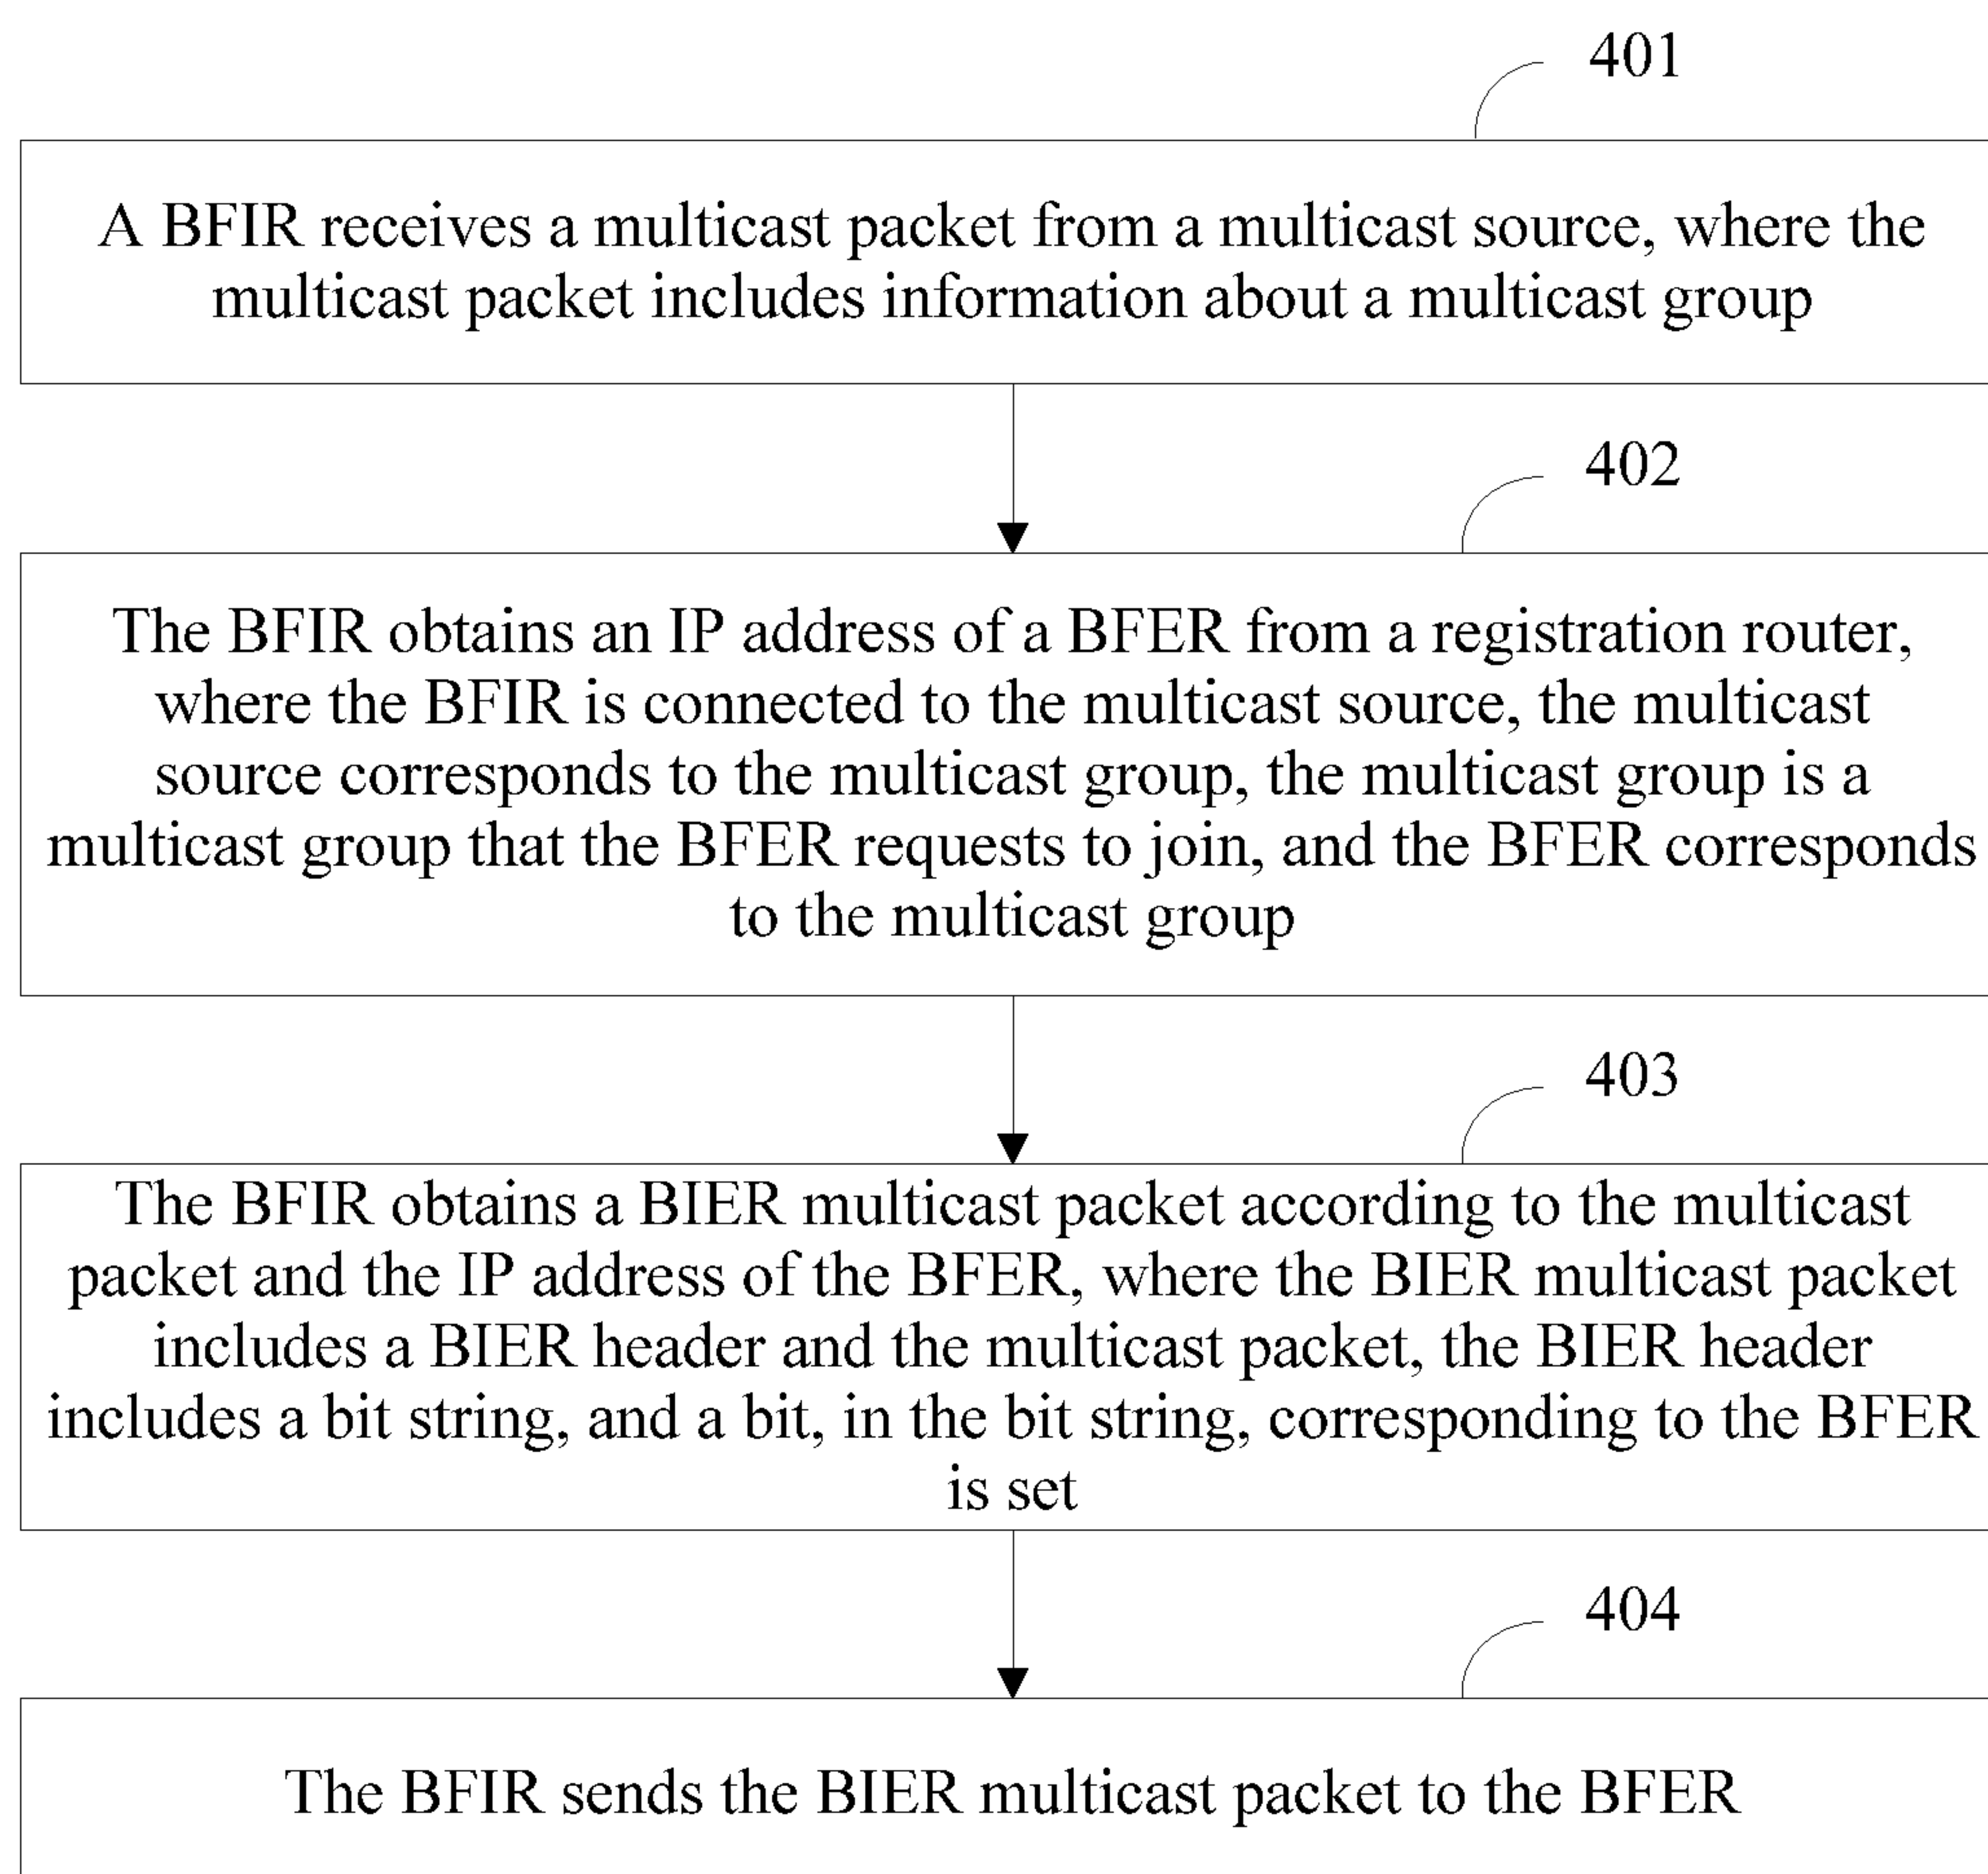 401
A BFIR receives a multicast packet from a multicast source, where the
multicast packet includes information about a multicast group
402
The BFIR obtains an IP address of a BFER from a registration router,
where the BFIR is connected to the multicast source, the multicast
source corresponds to the multicast group, the multicast group is a
multicast group that the BFER requests to join, and the BFER corresponds
to the multicast group
403
The BFIR obtains a BIER multicast packet according to the multicast
packet and the IP address of the BFER, where the BIER multicast packet
includes a BIER header and the multicast packet, the BIER header
includes a bit string, and a bit, in the bit string, corresponding to the BFER
is set
404
The BFIR sends the BIER multicast packet to the BFER